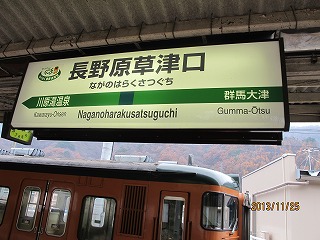 長野原草津口
ながのはらくさつぐち
川原湯温泉
群馬大津
Kawarayu-Onsen
Naganoharakusatsuguchi
Gumma-Ōtsu
2013/11/25